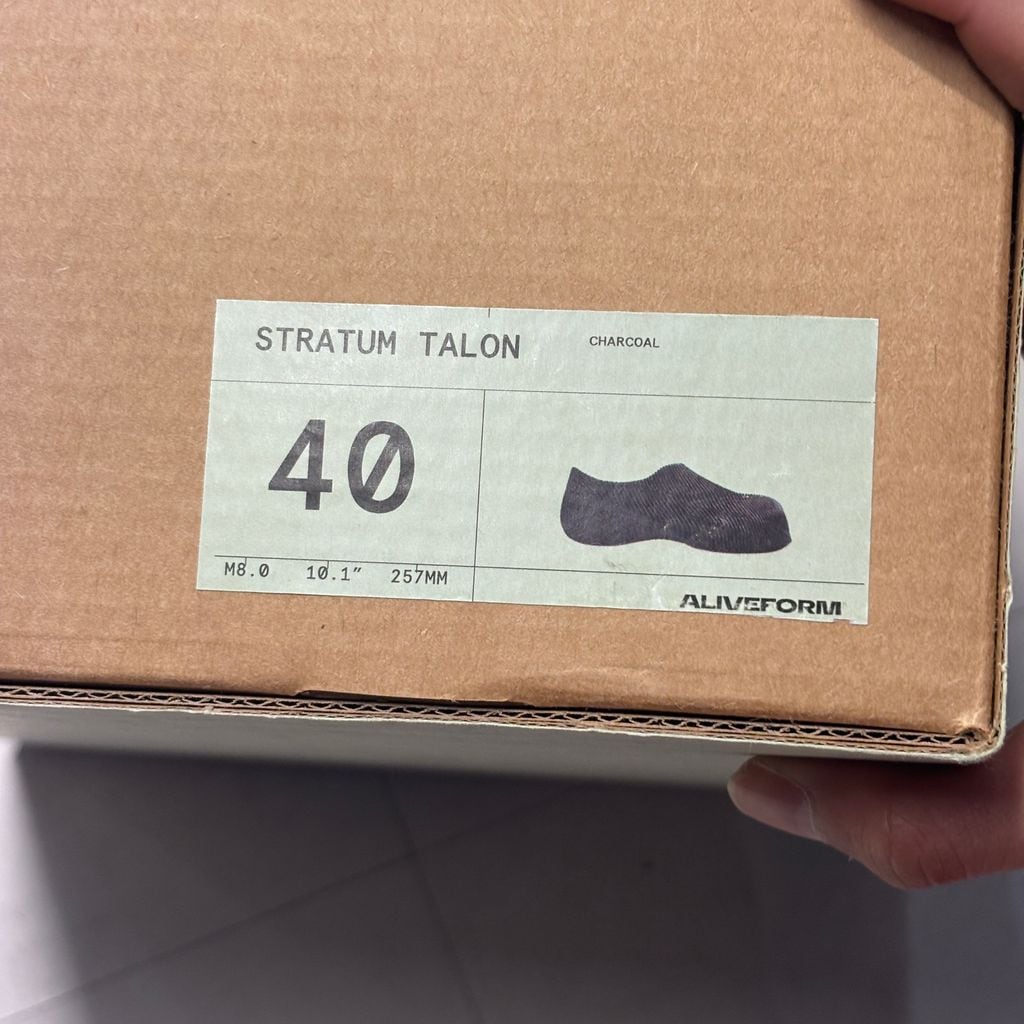 STRATUM TALON
CHARCOAL
40
M8.0 10.1” 257MM
ALIVEFORM